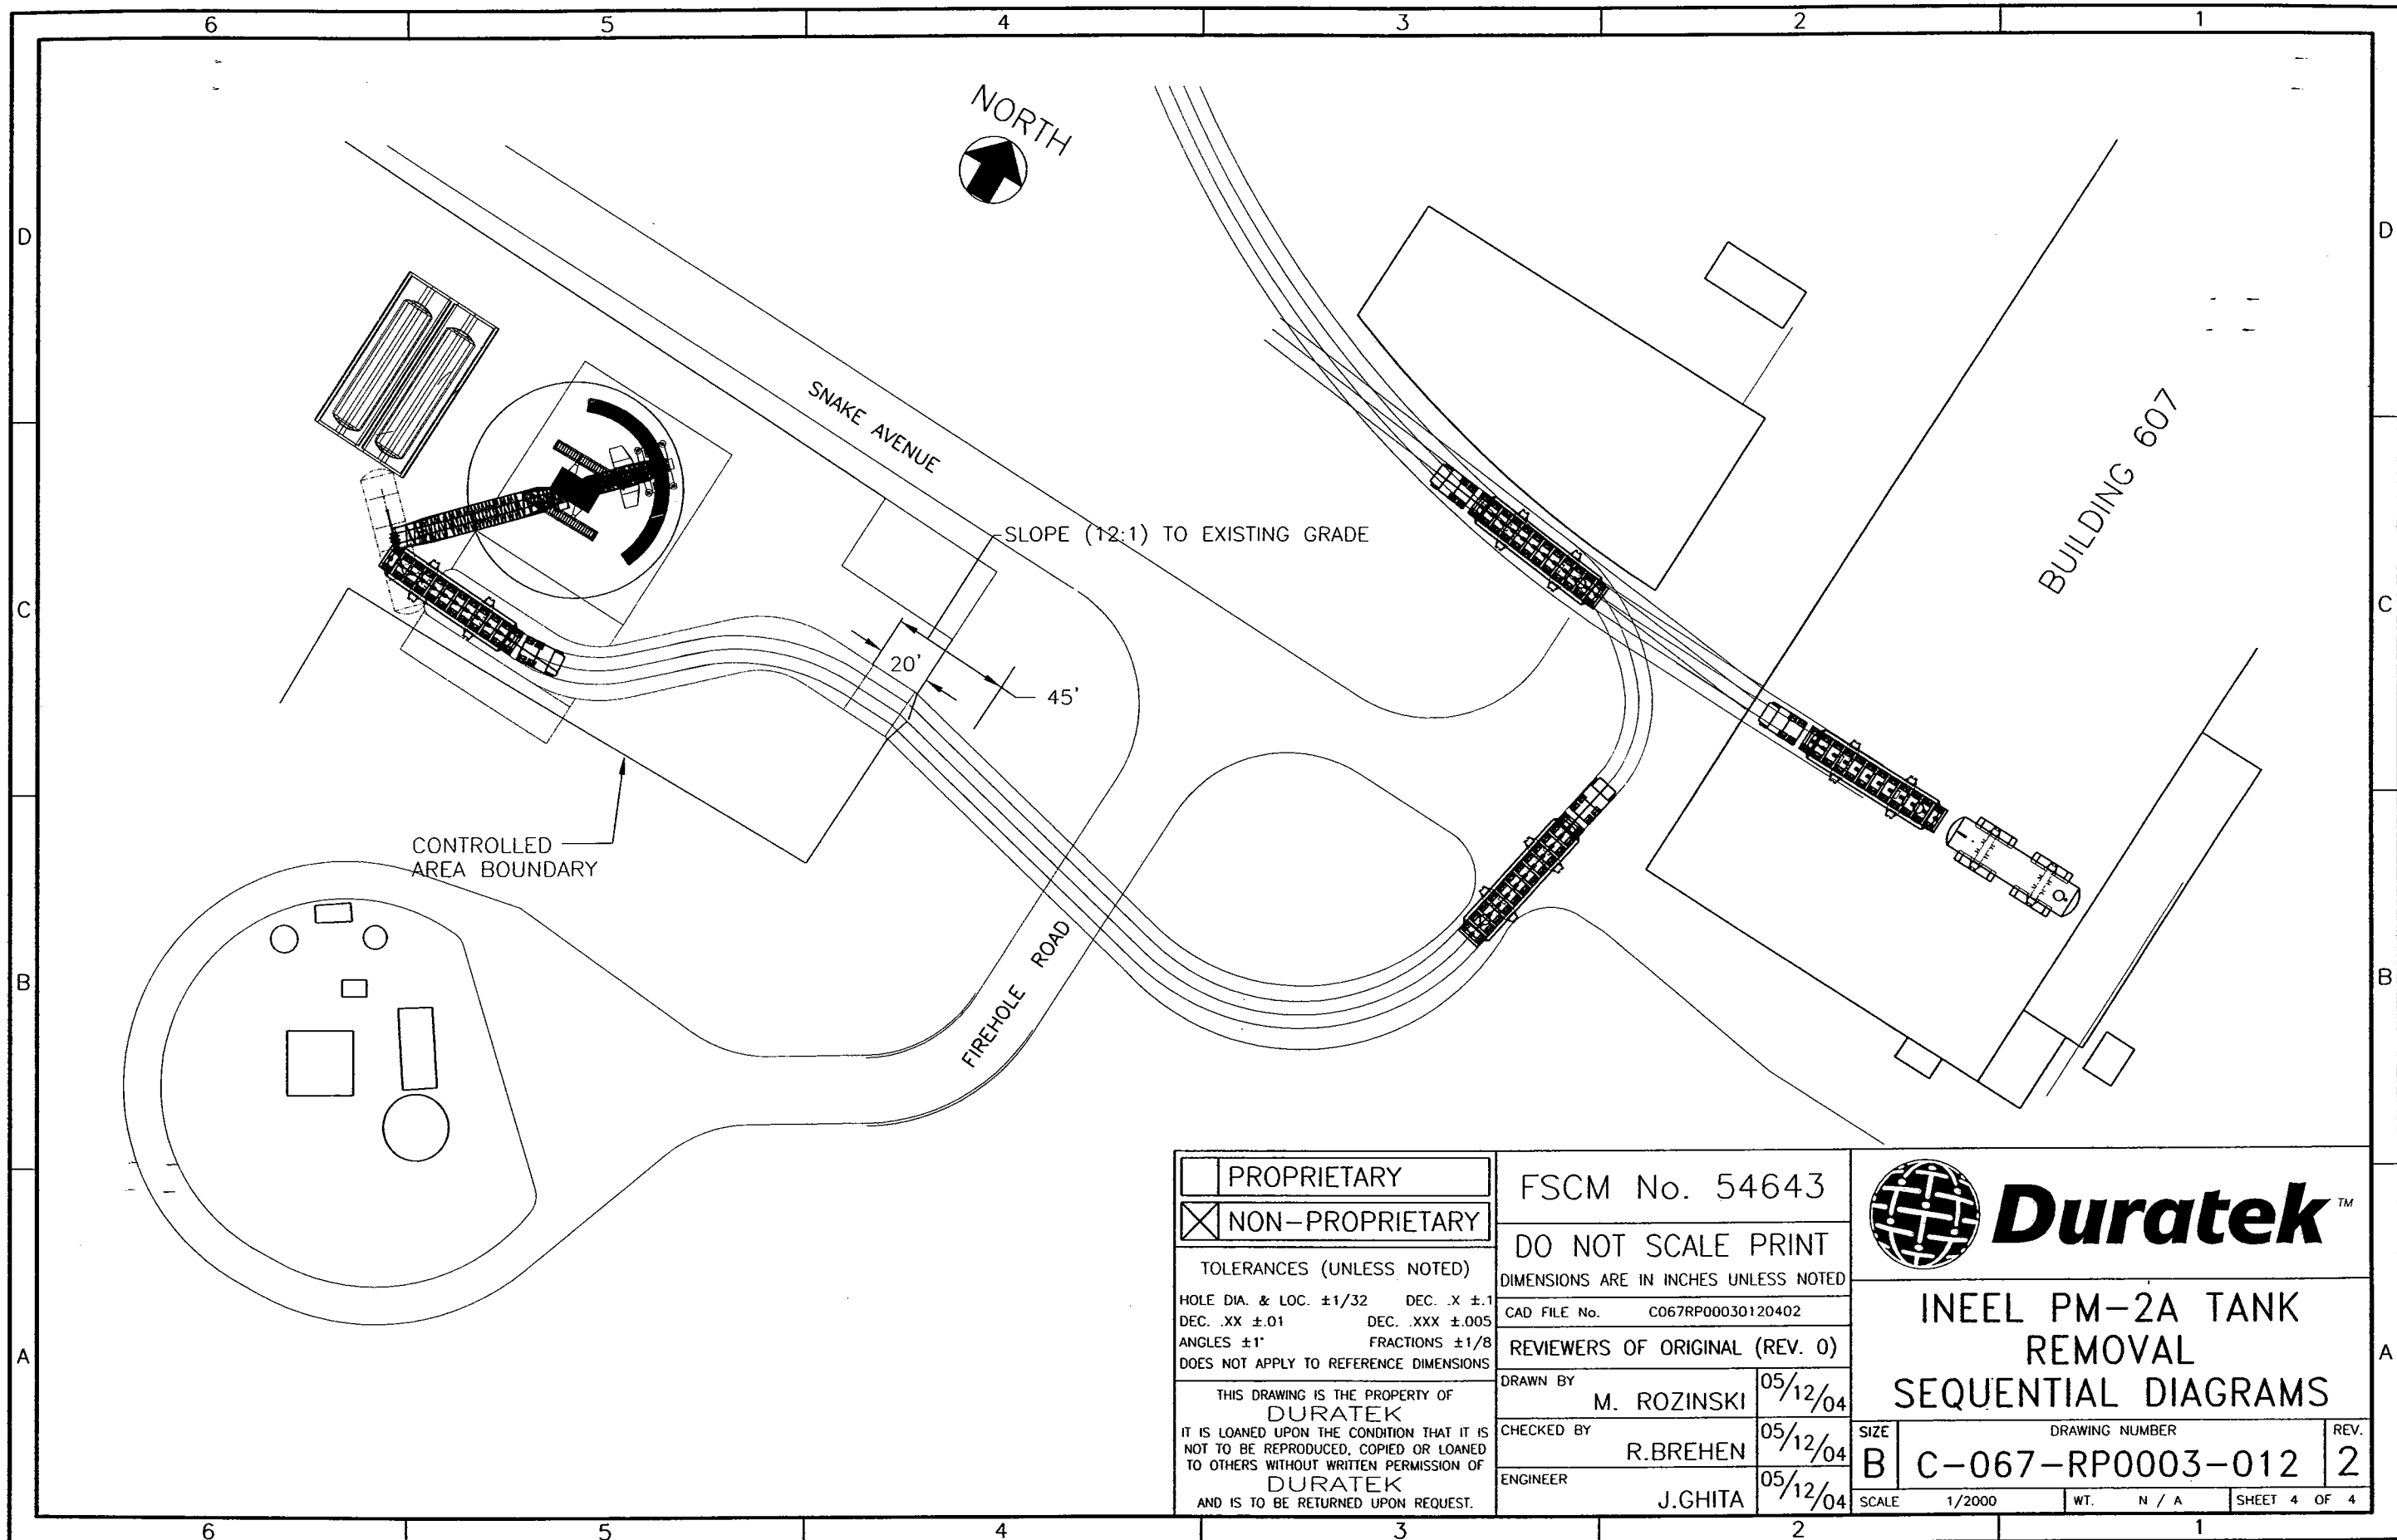 6 5 4 3 2 1
D D
C C
B B
A A
NORTH
SNAKE AVENUE
SLOPE (12:1) TO EXISTING GRADE
BUILDING 607
20'
45'
CONTROLLED
AREA BOUNDARY
FIREHOLE ROAD
PROPRIETARY
NON-PROPRIETARY
TOLERANCES (UNLESS NOTED)
HOLE DIA. & LOC. ±1/32 DEC. .X ±.1
DEC. .XX ±.01 DEC. .XXX ±.005
ANGLES ±1° FRACTIONS ±1/8
DOES NOT APPLY TO REFERENCE DIMENSIONS
THIS DRAWING IS THE PROPERTY OF
DURATEK
IT IS LOANED UPON THE CONDITION THAT IT IS
NOT TO BE REPRODUCED, COPIED OR LOANED
TO OTHERS WITHOUT WRITTEN PERMISSION OF
DURATEK
AND IS TO BE RETURNED UPON REQUEST.
FSCM No. 54643
DO NOT SCALE PRINT
DIMENSIONS ARE IN INCHES UNLESS NOTED
CAD FILE No. C067RP00030120402
REVIEWERS OF ORIGINAL (REV. 0)
DRAWN BY M. ROZINSKI 05/12/04
CHECKED BY R.BREHEN 05/12/04
ENGINEER J.GHITA 05/12/04
Duratek TM
INEEL PM-2A TANK
REMOVAL
SEQUENTIAL DIAGRAMS
SIZE DRAWING NUMBER REV.
B C-067-RP0003-012 2
SCALE 1/2000 WT. N / A SHEET 4 OF 4
6 5 4 3 2 1